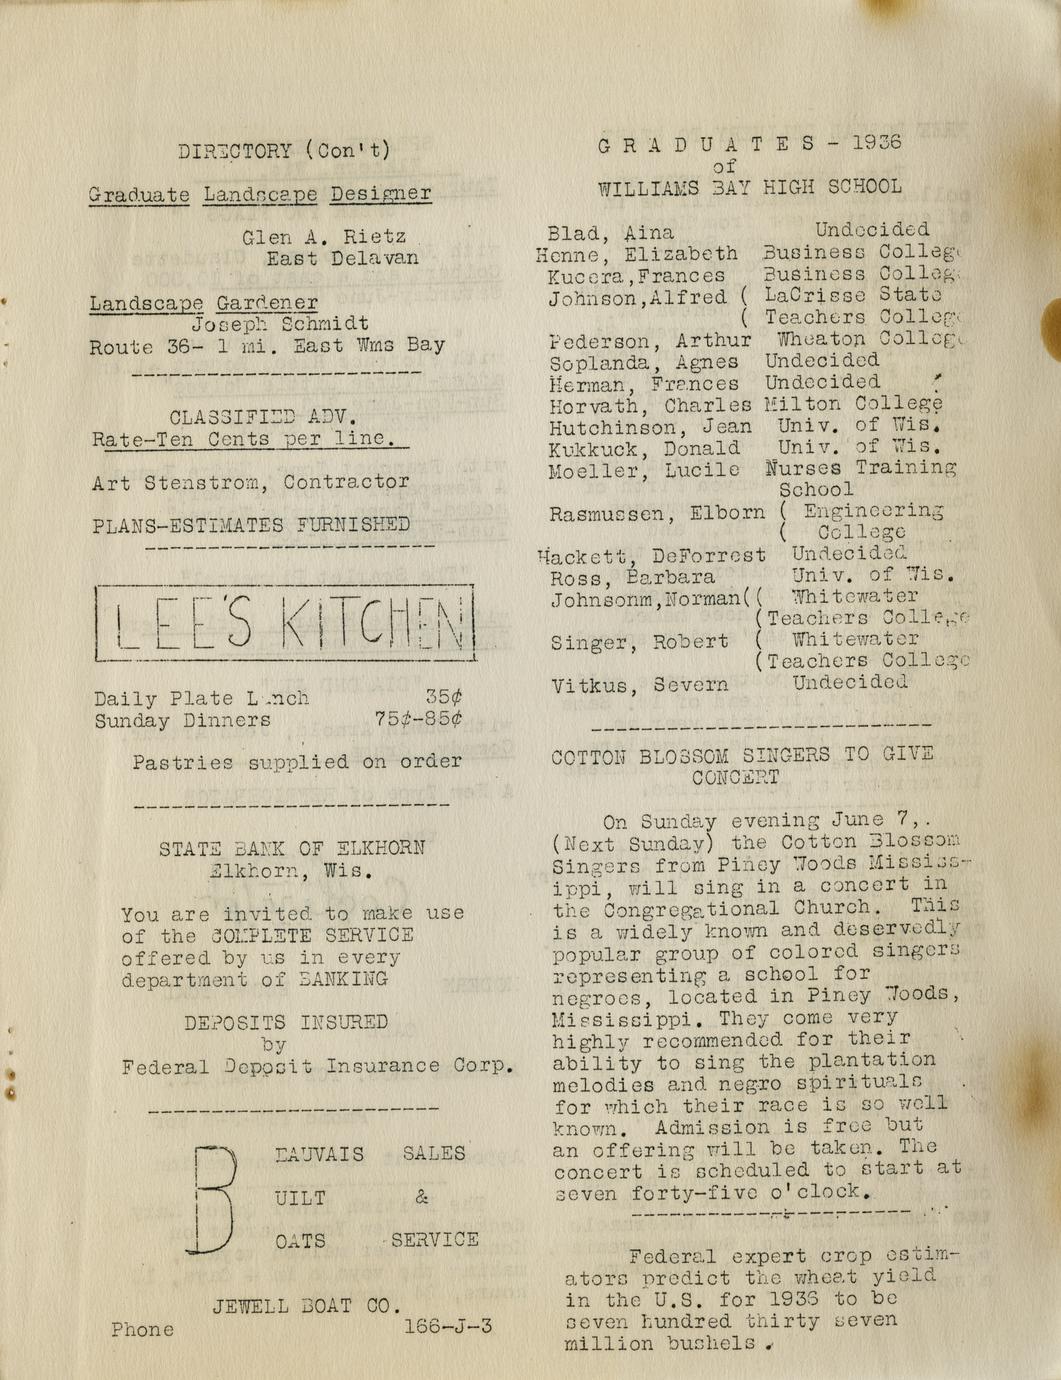 DIRECTORY (Con't)
Graduate Landscape Designer
Glen A. Rietz
East Delavan
Landscape Gardener
Joseph Schmidt
Route 36- 1 mi. East Wms Bay
CLASSIFIED ADV.
Rate-Ten Cents per line.
Art Stenstrom, Contractor
PLANS-ESTIMATES FURNISHED
LEE'S KITCHEN
Daily Plate L nch 35¢
Sunday Dinners 75¢-85¢
Pastries supplied on order
STATE BANK OF ELKHORN
Elkhorn, Wis.
You are invited to make use
of the COMPLETE SERVICE
offered by us in every
department of BANKING
DEPOSITS INSURED
by
Federal Deposit Insurance Corp.
BEAUVAIS SALES
BUILT &
BOATS SERVICE
JEWELL BOAT CO.
Phone 166-J-3
GRADUATES - 1936
of
WILLIAMS BAY HIGH SCHOOL
Blad, Aina Undecided
Henne, Elizabeth Business College
Kucera,Frances Business College
Johnson,Alfred ( LaCrisse State
( Teachers College
Pederson, Arthur Wheaton College
Soplanda, Agnes Undecided
Herman, Frances Undecided
Horvath, Charles Milton College
Hutchinson, Jean Univ. of Wis.
Kukkuck, Donald Univ. of Wis.
Moeller, Lucile Nurses Training
School
Rasmussen, Elborn ( Engineering
( College
Hackett, DeForrest Undecided
Ross, Barbara Univ. of Wis.
Johnsonm,Norman(( Whitewater
(Teachers College
Singer, Robert ( Whitewater
(Teachers College
Vitkus, Severn Undecided
COTTON BLOSSOM SINGERS TO GIVE
CONCERT
On Sunday evening June 7,.
(Next Sunday) the Cotton Blossom
Singers from Piney Woods Mississ-
ippi, will sing in a concert in
the Congregational Church. This
is a widely known and deservedly
popular group of colored singers
representing a school for
negroes, located in Piney Woods,
Mississippi. They come very
highly recommended for their
ability to sing the plantation
melodies and negro spirituals
for which their race is so well
known. Admission is free but
an offering will be taken. The
concert is scheduled to start at
seven forty-five o'clock.
Federal expert crop estim-
ators predict the wheat yield
in the U.S. for 1936 to be
seven hundred thirty seven
million bushels.